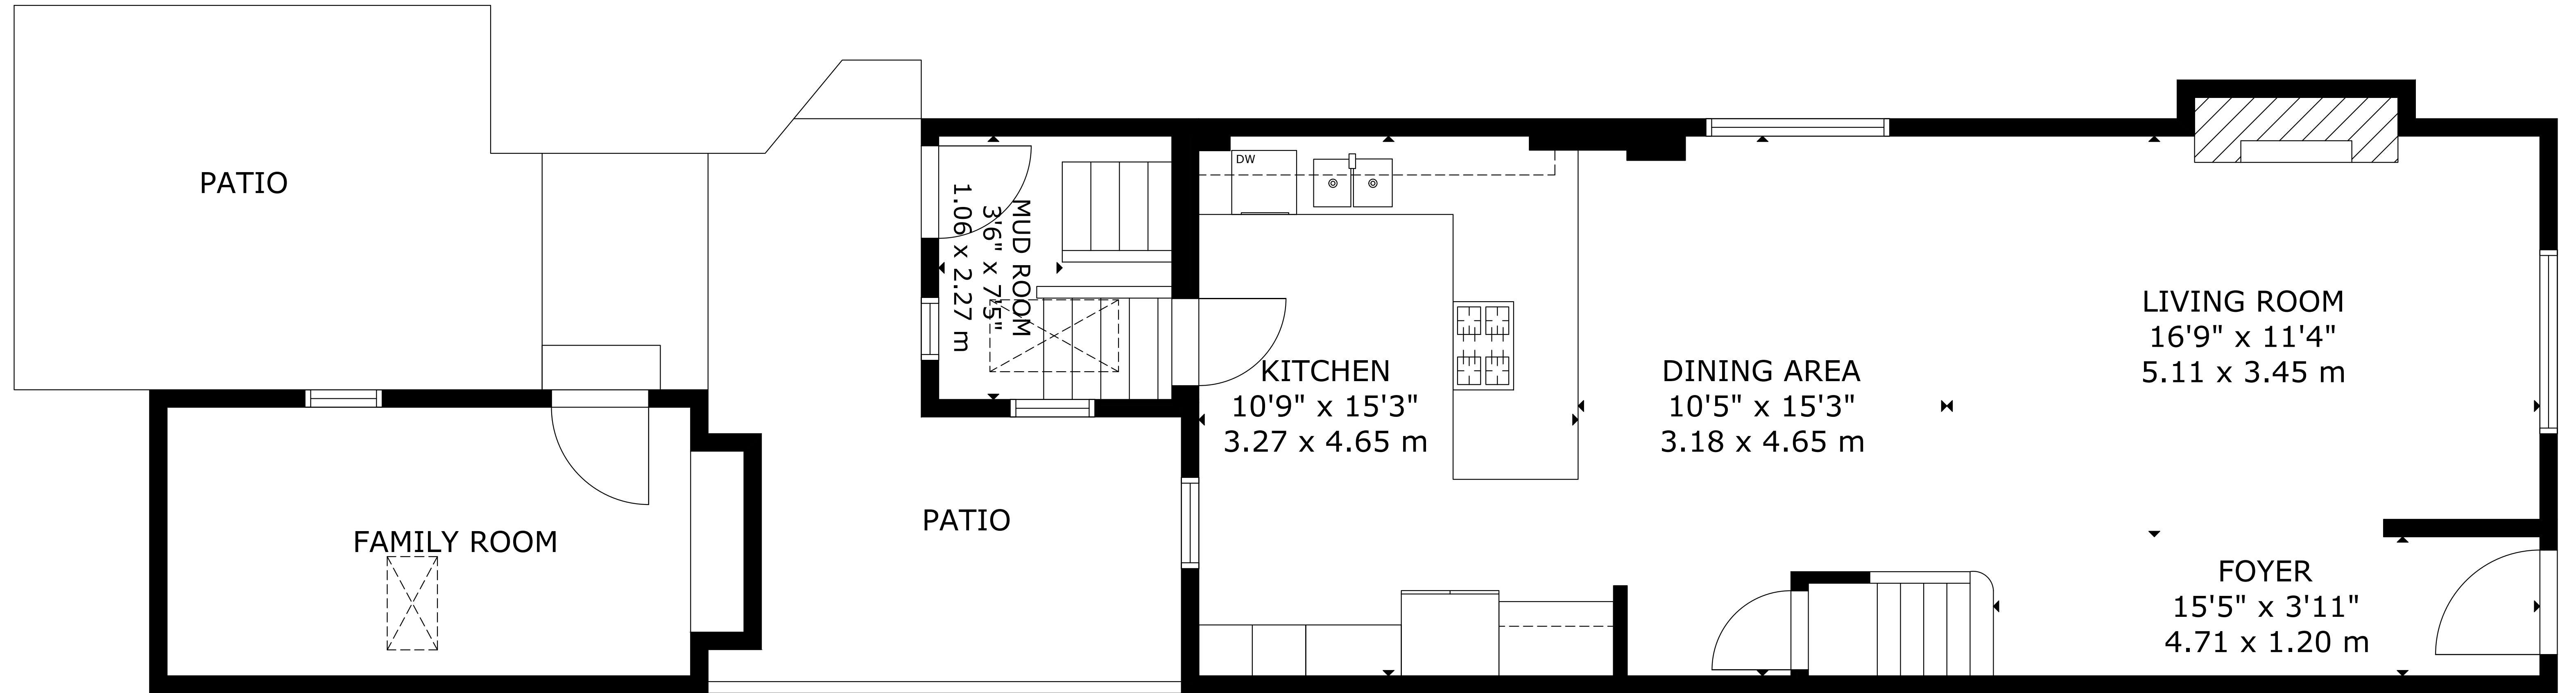 PATIO
FAMILY ROOM
PATIO
MUD ROOM
3'6" x 7'5"
1.06 x 2.27 m
DW
KITCHEN
10'9" x 15'3"
3.27 x 4.65 m
DINING AREA
10'5" x 15'3"
3.18 x 4.65 m
LIVING ROOM
16'9" x 11'4"
5.11 x 3.45 m
FOYER
15'5" x 3'11"
4.71 x 1.20 m